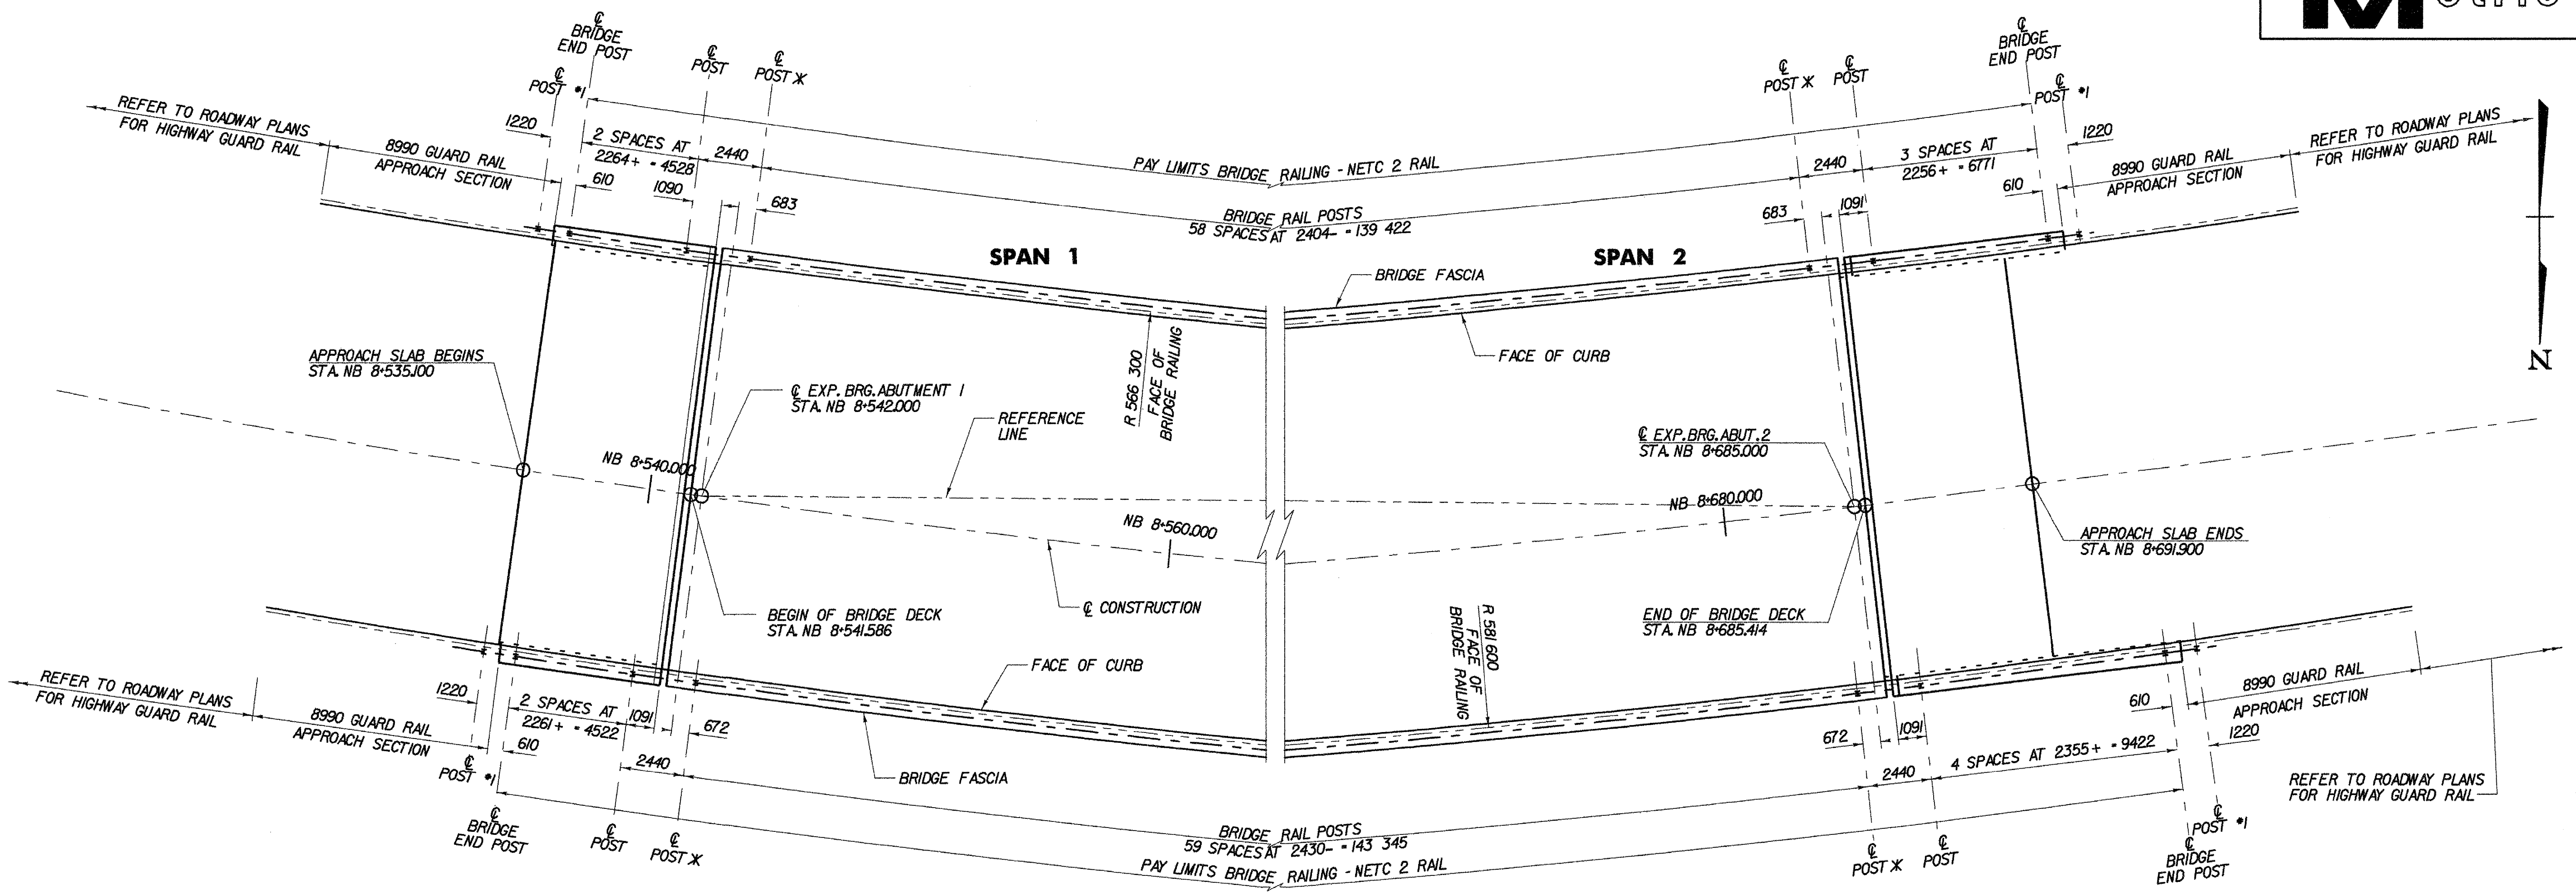 M
℄
BRIDGE
END POST
℄
POST #1
℄
POST
℄
POST Ж
℄
POST Ж
℄
POST
℄
BRIDGE
END POST
℄
POST #1
REFER TO ROADWAY PLANS
FOR HIGHWAY GUARD RAIL
8990 GUARD RAIL
APPROACH SECTION
1220
2 SPACES AT
2264+ = 4528
610
2440
1090
683
PAY LIMITS BRIDGE RAILING - NETC 2 RAIL
BRIDGE RAIL POSTS
58 SPACES AT 2404- = 139 422
683
2440
1091
3 SPACES AT
2256+ = 6771
610
1220
8990 GUARD RAIL
APPROACH SECTION
REFER TO ROADWAY PLANS
FOR HIGHWAY GUARD RAIL
SPAN 1
SPAN 2
BRIDGE FASCIA
FACE OF CURB
R 566 300
FACE OF
BRIDGE RAILING
N
APPROACH SLAB BEGINS
STA. NB 8+535.100
℄ EXP. BRG. ABUTMENT 1
STA. NB 8+542.000
REFERENCE
LINE
NB 8+540.000
NB 8+560.000
℄ EXP. BRG. ABUT. 2
STA. NB 8+685.000
NB 8+680.000
APPROACH SLAB ENDS
STA. NB 8+691.900
BEGIN OF BRIDGE DECK
STA. NB 8+541.586
℄ CONSTRUCTION
END OF BRIDGE DECK
STA. NB 8+685.414
R 581 600
FACE OF
BRIDGE RAILING
FACE OF CURB
BRIDGE FASCIA
REFER TO ROADWAY PLANS
FOR HIGHWAY GUARD RAIL
8990 GUARD RAIL
APPROACH SECTION
1220
610
2 SPACES AT
2261+ = 4522
1091
672
2440
℄
POST #1
℄
BRIDGE
END POST
℄
POST
℄
POST Ж
BRIDGE RAIL POSTS
59 SPACES AT 2430- = 143 345
PAY LIMITS BRIDGE RAILING - NETC 2 RAIL
672
1091
2440
4 SPACES AT 2355+ = 9422
610
1220
8990 GUARD RAIL
APPROACH SECTION
REFER TO ROADWAY PLANS
FOR HIGHWAY GUARD RAIL
℄
POST Ж
℄
POST
℄
POST #1
℄
BRIDGE
END POST